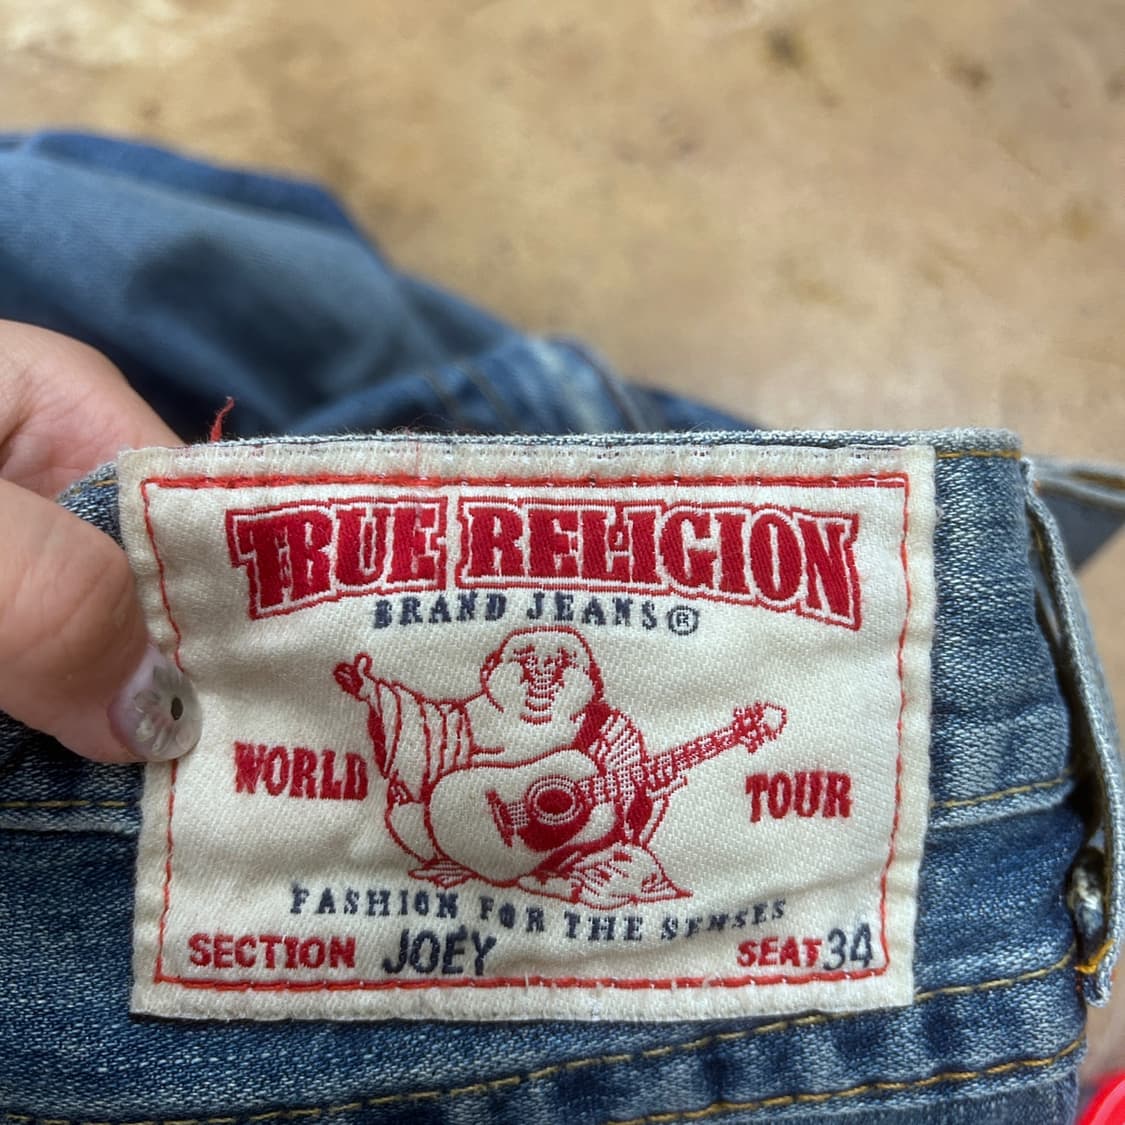 TRUE RELIGION
BRAND JEANS®
WORLD TOUR
FASHION FOR THE SENSES
SECTION JOEY SEAT 34